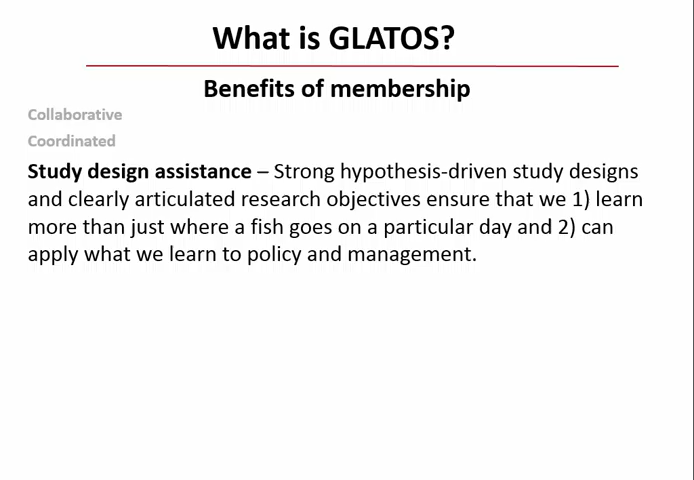 What is GLATOS?
Benefits of membership
Collaborative
Coordinated
Study design assistance – Strong hypothesis-driven study designs
and clearly articulated research objectives ensure that we 1) learn
more than just where a fish goes on a particular day and 2) can
apply what we learn to policy and management.